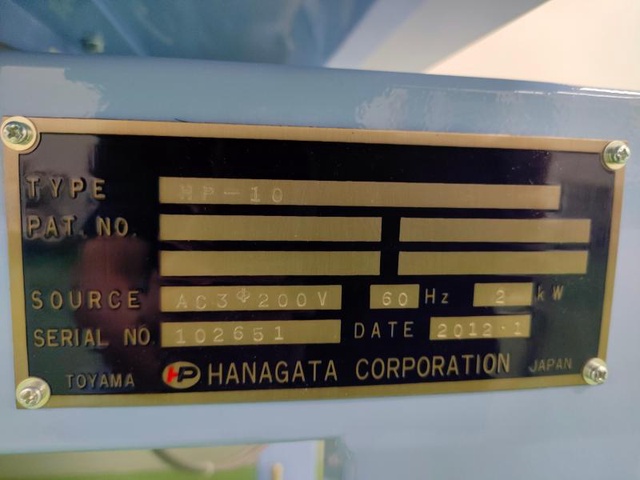 TYPE HP-10
PAT. NO.
SOURCE AC3Φ200V 60 Hz 2 kW
SERIAL NO. 102651 DATE 2012.1
TOYAMA HP HANAGATA CORPORATION JAPAN